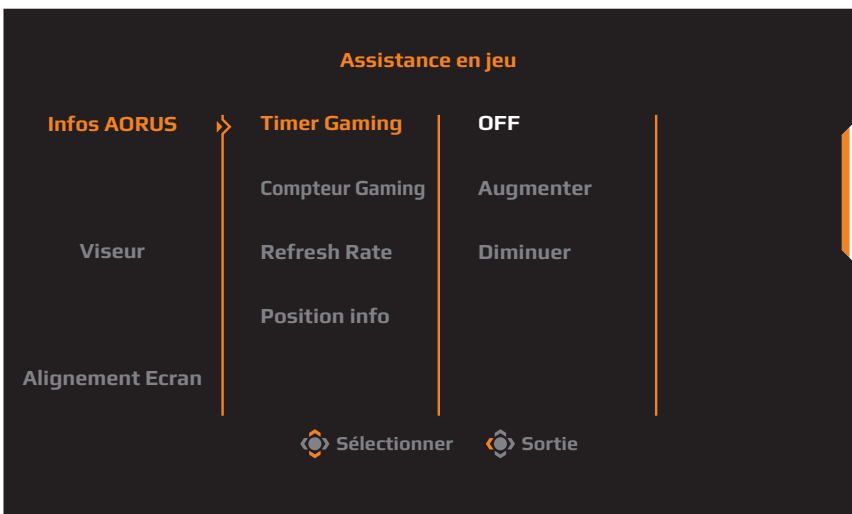 Assistance en jeu
Infos AORUS
Timer Gaming
OFF
Compteur Gaming
Augmenter
Viseur
Refresh Rate
Diminuer
Position info
Alignement Ecran
Sélectionner
Sortie